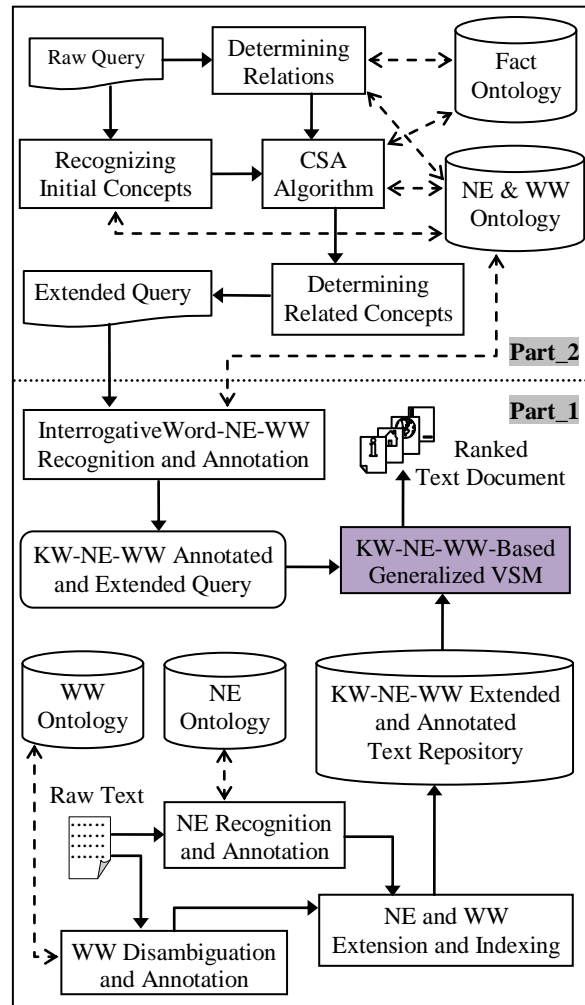 Raw Query
Determining
Relations
Fact
Ontology
Recognizing
Initial Concepts
CSA
Algorithm
NE & WW
Ontology
Extended Query
Determining
Related Concepts
Part_2
Part_1
InterrogativeWord-NE-WW
Recognition and Annotation
Ranked
Text Document
KW-NE-WW Annotated
and Extended Query
KW-NE-WW-Based
Generalized VSM
WW
Ontology
NE
Ontology
KW-NE-WW Extended
and Annotated
Text Repository
Raw Text
NE Recognition
and Annotation
WW Disambiguation
and Annotation
NE and WW
Extension and Indexing